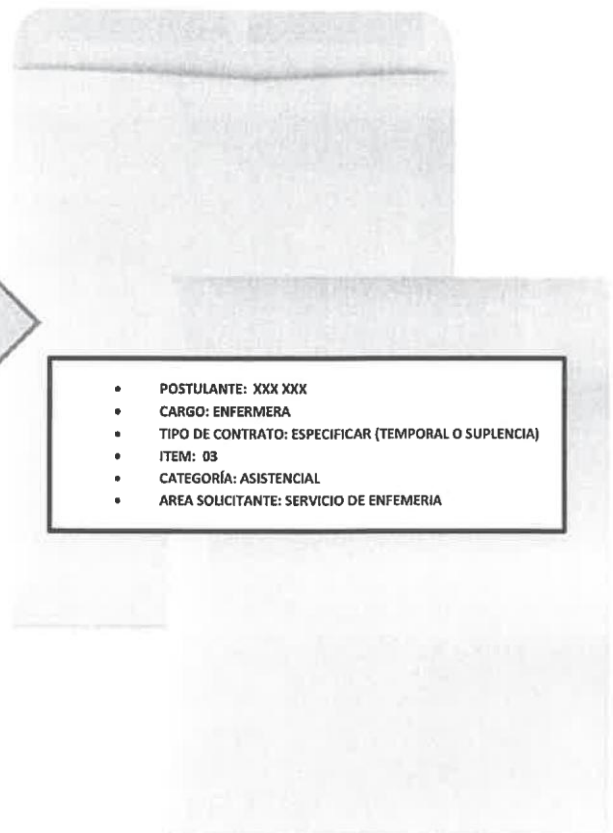 • POSTULANTE: XXX XXX
• CARGO: ENFERMERA
• TIPO DE CONTRATO: ESPECIFICAR (TEMPORAL O SUPLENCIA)
• ITEM: 03
• CATEGORÍA: ASISTENCIAL
• AREA SOLICITANTE: SERVICIO DE ENFEMERIA